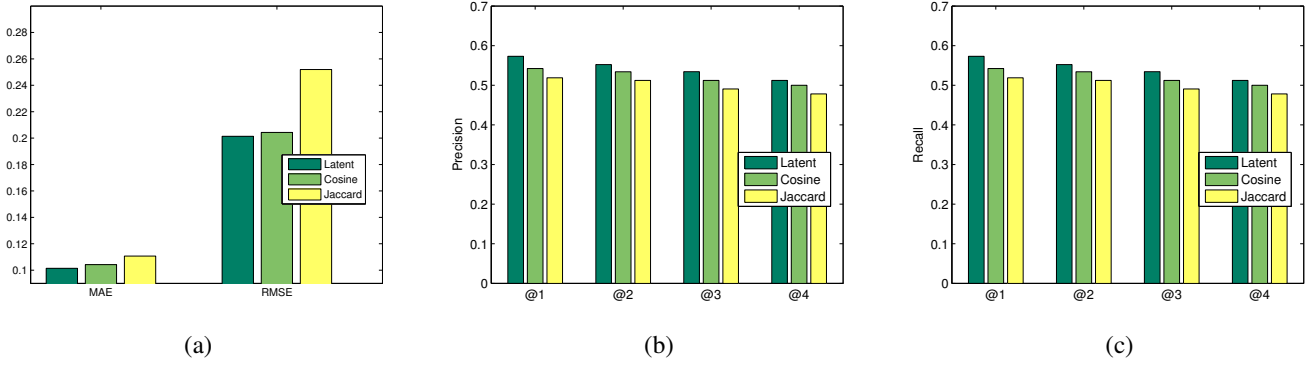 0.28
0.26
0.24
0.22
0.2
0.18
0.16
0.14
0.12
0.1
MAE
RMSE
Latent
Cosine
Jaccard
(a)
0.7
0.6
0.5
0.4
0.3
0.2
0.1
0
Precision
@1
@2
@3
@4
Latent
Cosine
Jaccard
(b)
0.7
0.6
0.5
0.4
0.3
0.2
0.1
0
Recall
@1
@2
@3
@4
Latent
Cosine
Jaccard
(c)